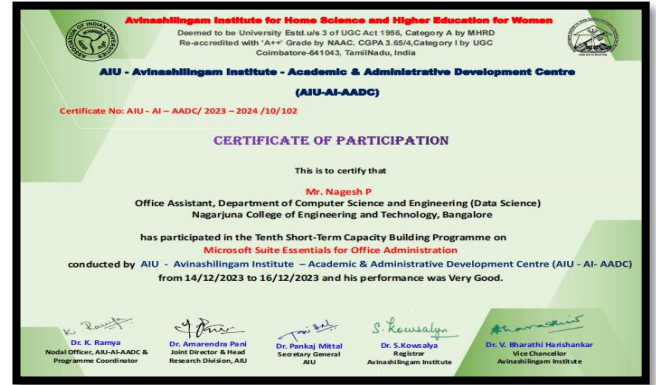 Avinashilingam Institute for Home Science and Higher Education for Women
Deemed to be University Estd.u/s 3 of UGC Act 1956, Category A by MHRD
Re-accredited with 'A++' Grade by NAAC. CGPA 3.65/4,Category I by UGC
Coimbatore-641043, TamilNadu, India
AIU - Avinashilingam Institute - Academic & Administrative Development Centre
(AIU-AI-AADC)
Certificate No: AIU - AI – AADC/ 2023 – 2024 /10/102
CERTIFICATE OF PARTICIPATION
This is to certify that
Mr. Nagesh P
Office Assistant, Department of Computer Science and Engineering (Data Science)
Nagarjuna College of Engineering and Technology, Bangalore
has participated in the Tenth Short-Term Capacity Building Programme on
Microsoft Suite Essentials for Office Administration
conducted by AIU - Avinashilingam Institute – Academic & Administrative Development Centre (AIU - AI- AADC)
from 14/12/2023 to 16/12/2023 and his performance was Very Good.
K. Ramya
S. Kowsalya
Dr. K. Ramya
Nodal Officer, AIU-AI-AADC &
Programme Coordinator
Dr. Amarendra Pani
Joint Director & Head
Research Division, AIU
Dr. Pankaj Mittal
Secretary General
AIU
Dr. S.Kowsalya
Registrar
Avinashilingam Institute
Dr. V. Bharathi Harishankar
Vice Chancellor
Avinashilingam Institute